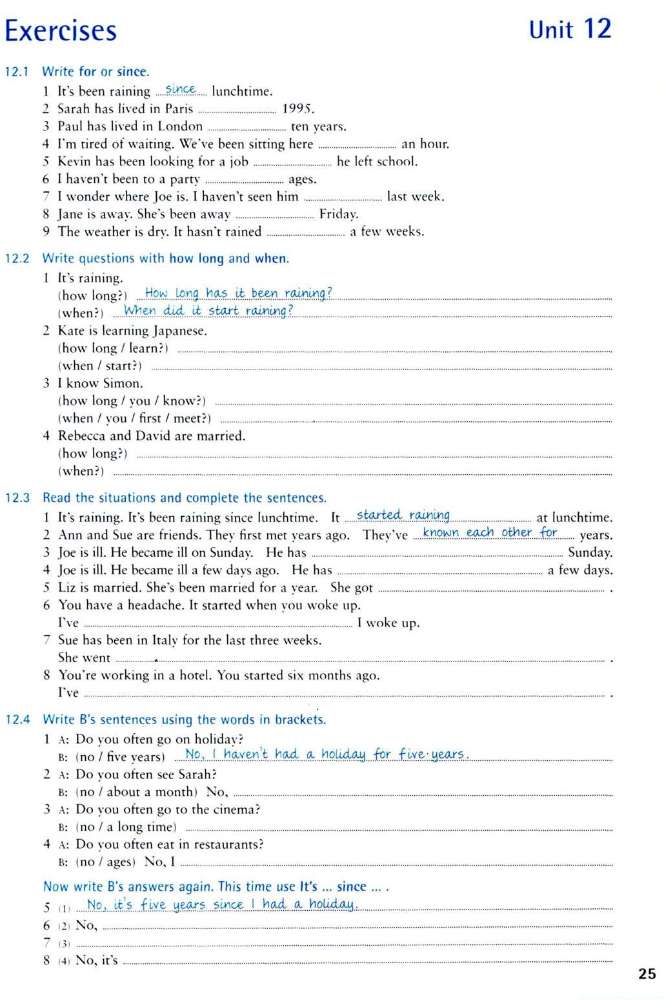 Exercises
Unit 12
12.1 Write for or since.
1 It's been raining ....since.... lunchtime.
2 Sarah has lived in Paris .................... 1995.
3 Paul has lived in London .................... ten years.
4 I'm tired of waiting. We've been sitting here .................... an hour.
5 Kevin has been looking for a job .................... he left school.
6 I haven't been to a party .................... ages.
7 I wonder where Joe is. I haven't seen him .................... last week.
8 Jane is away. She's been away .................... Friday.
9 The weather is dry. It hasn't rained .................... a few weeks.
12.2 Write questions with how long and when.
1 It's raining.
(how long?) ....How long has it been raining?....................
(when?) ....When did it start raining?....................
2 Kate is learning Japanese.
(how long / learn?) ....................
(when / start?) ....................
3 I know Simon.
(how long / you / know?) ....................
(when / you / first / meet?) ....................
4 Rebecca and David are married.
(how long?) ....................
(when?) ....................
12.3 Read the situations and complete the sentences.
1 It's raining. It's been raining since lunchtime. It ....started raining.................... at lunchtime.
2 Ann and Sue are friends. They first met years ago. They've ....known each other for.... years.
3 Joe is ill. He became ill on Sunday. He has .................... Sunday.
4 Joe is ill. He became ill a few days ago. He has .................... a few days.
5 Liz is married. She's been married for a year. She got .................... .
6 You have a headache. It started when you woke up.
I've .................... I woke up.
7 Sue has been in Italy for the last three weeks.
She went .................... .
8 You're working in a hotel. You started six months ago.
I've .................... .
12.4 Write B's sentences using the words in brackets.
1 A: Do you often go on holiday?
B: (no / five years) ....No, I haven't had a holiday for five years.....................
2 A: Do you often see Sarah?
B: (no / about a month) No, ....................
3 A: Do you often go to the cinema?
B: (no / a long time) ....................
4 A: Do you often eat in restaurants?
B: (no / ages) No, I ....................
Now write B's answers again. This time use It's ... since ... .
5 (1) ....No, it's five years since I had a holiday.....................
6 (2) No, ....................
7 (3) ....................
8 (4) No, it's ....................
25